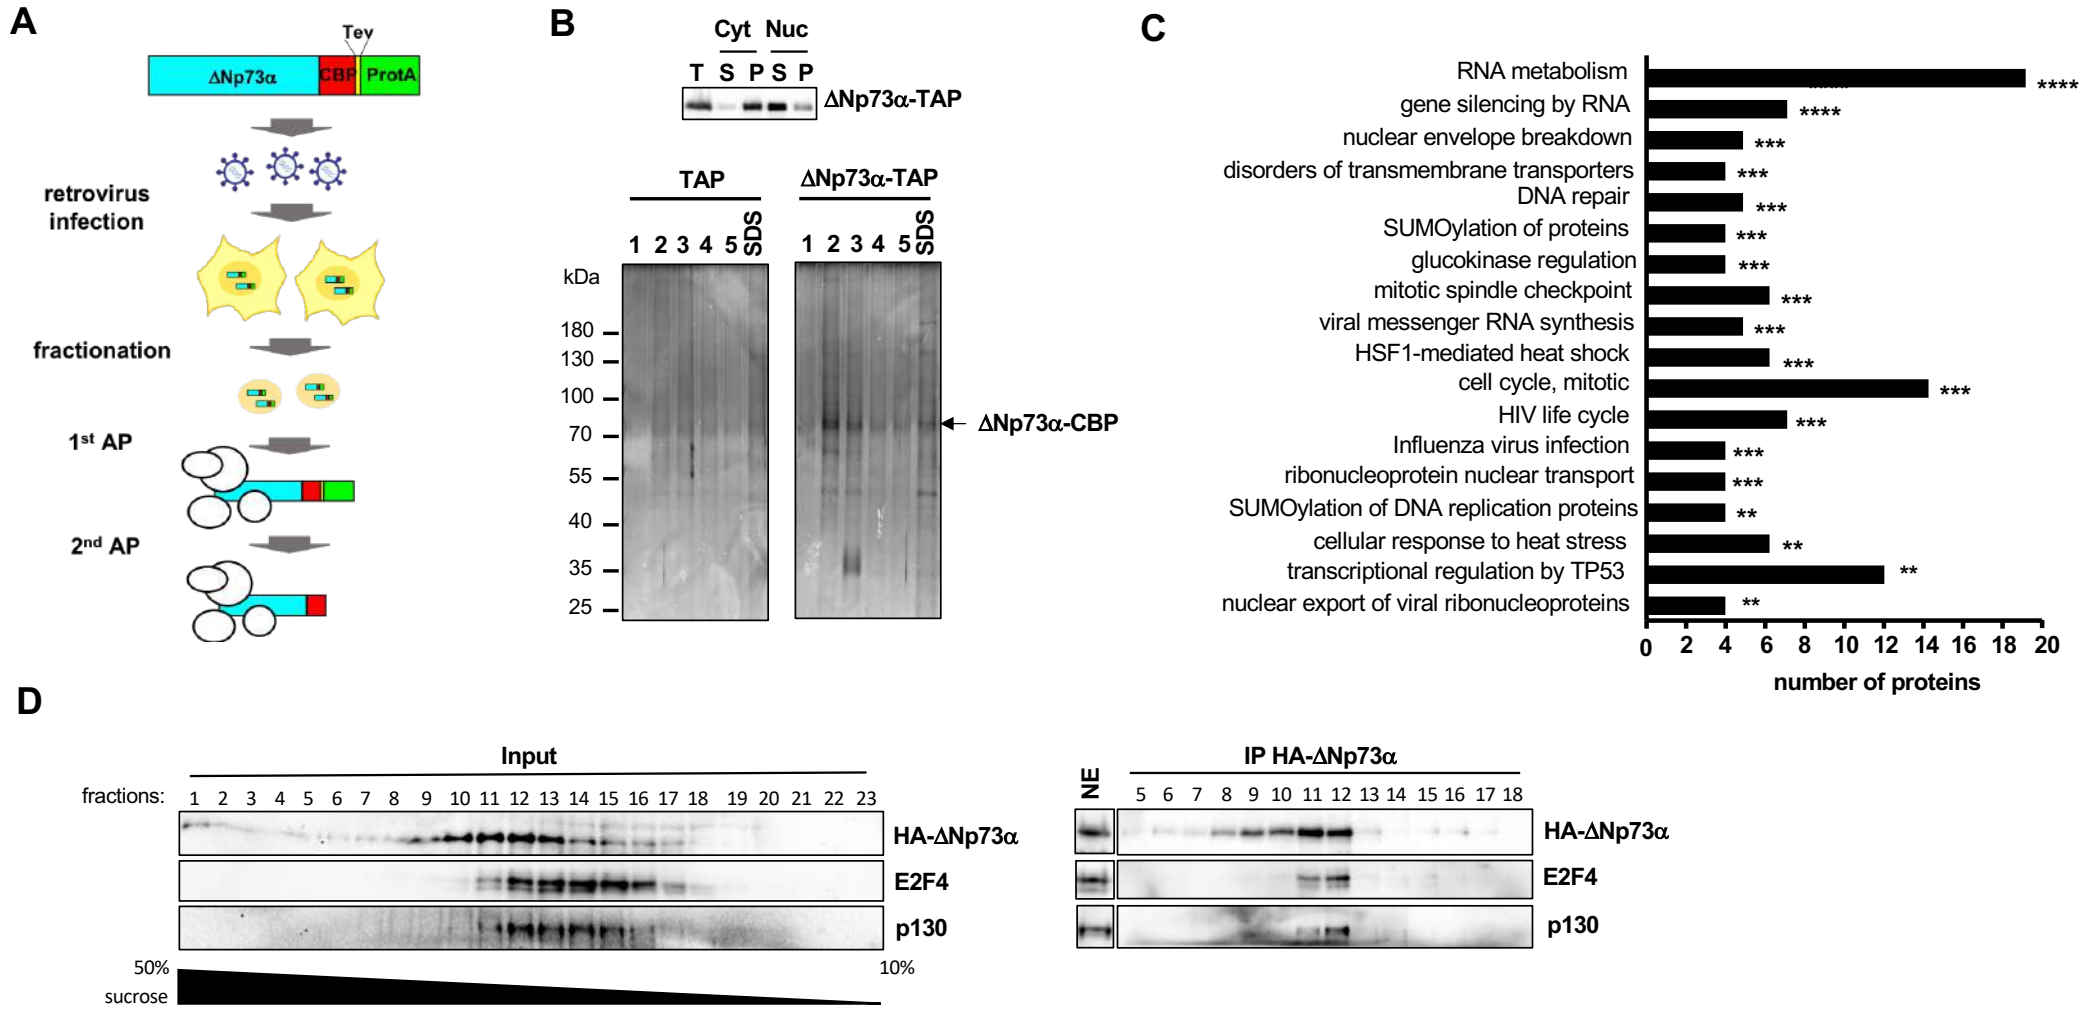 A
Tev
ΔNp73α CBP ProtA
retrovirus
infection
fractionation
1st AP
2nd AP
B
Cyt Nuc
T S P S P
ΔNp73α-TAP
TAP
ΔNp73α-TAP
1 2 3 4 5 SDS
1 2 3 4 5 SDS
kDa
180
130
100
70
55
40
35
25
ΔNp73α-CBP
C
RNA metabolism ****
gene silencing by RNA ****
nuclear envelope breakdown ***
disorders of transmembrane transporters ***
DNA repair ***
SUMOylation of proteins ***
glucokinase regulation ***
mitotic spindle checkpoint ***
viral messenger RNA synthesis ***
HSF1-mediated heat shock ***
cell cycle, mitotic ***
HIV life cycle ***
Influenza virus infection ***
ribonucleoprotein nuclear transport ***
SUMOylation of DNA replication proteins **
cellular response to heat stress **
transcriptional regulation by TP53 **
nuclear export of viral ribonucleoproteins **
0 2 4 6 8 10 12 14 16 18 20
number of proteins
D
Input
fractions: 1 2 3 4 5 6 7 8 9 10 11 12 13 14 15 16 17 18 19 20 21 22 23
HA-ΔNp73α
E2F4
p130
50% 10%
sucrose
IP HA-ΔNp73α
NE 5 6 7 8 9 10 11 12 13 14 15 16 17 18
HA-ΔNp73α
E2F4
p130